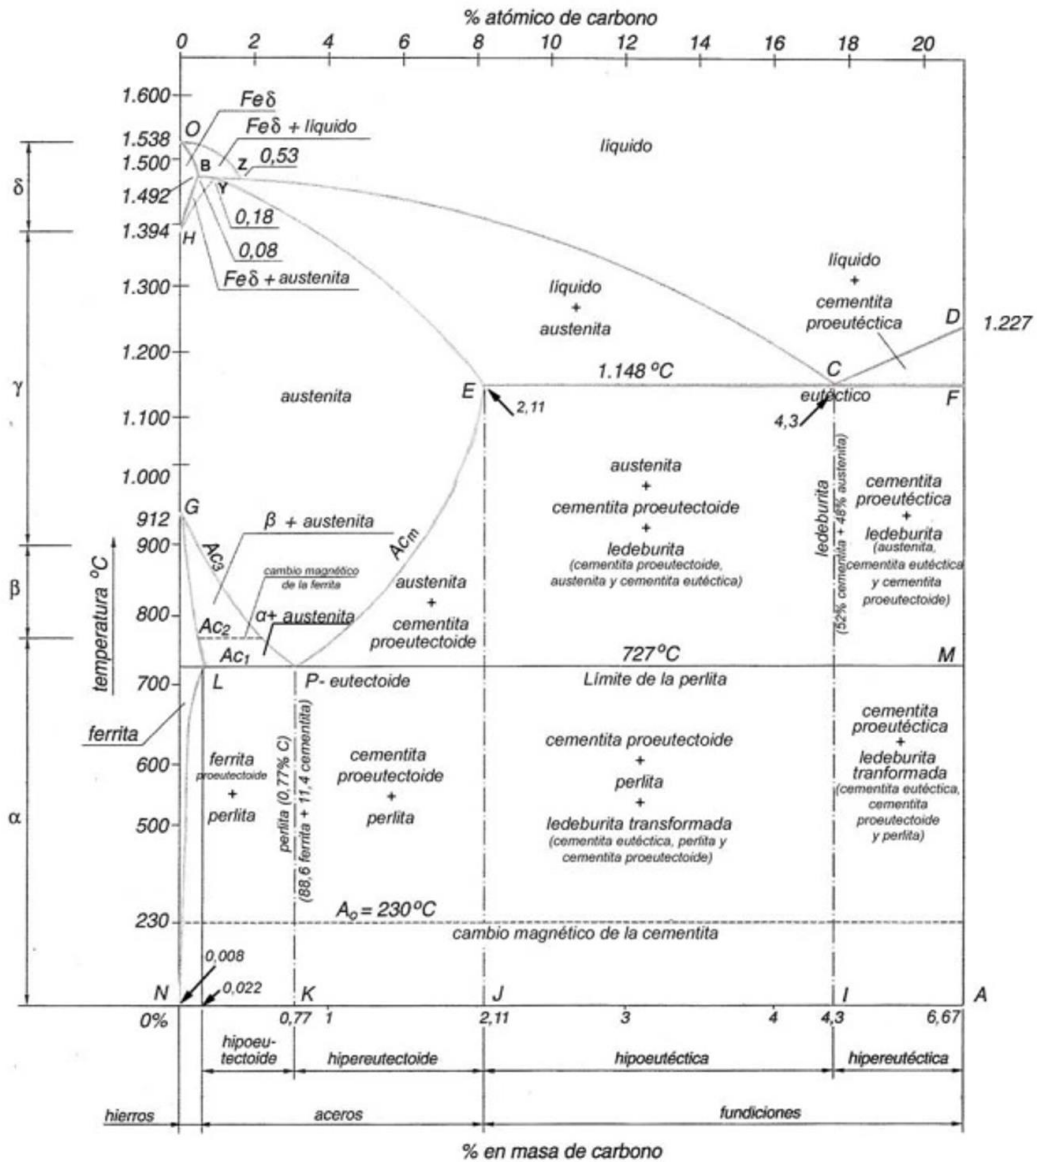 % atómico de carbono
0 2 4 6 8 10 12 14 16 18 20
1.600
Feδ
O
Feδ + líquido
1.538
1.500
B
Z
0,53
líquido
δ
1.492
Y
0,18
1.394
H
0,08
Feδ + austenita
líquido
+
cementita
proeutéctica
1.300
líquido
+
austenita
D
1.227
1.200
γ
1.148 ºC
C
austenita
E
eutéctico
F
1.100
2,11
4,3
1.000
austenita
+
cementita proeutectoide
+
ledeburita
(cementita proeutectoide,
austenita y cementita eutéctica)
ledeburita
(52% cementita + 48% austenita)
cementita
proeutéctica
+
ledeburita
(austenita,
cementita eutéctica
y cementita
proeutectoide)
G
912
β + austenita
900
Ac3
Acm
temperatura ºC
cambio magnético
de la ferrita
β
austenita
+
cementita
proeutectoide
800
Ac2
α+ austenita
Ac1
727ºC
M
700
L
P- eutectoide
Límite de la perlita
ferrita
ferrita
proeutectoide
+
perlita
perlita (0,77% C)
(88,6 ferrita + 11,4 cementita)
cementita
proeutectoide
+
perlita
cementita proeutectoide
+
perlita
+
ledeburita transformada
(cementita eutéctica, perlita y
cementita proeutectoide)
cementita
proeutéctica
+
ledeburita
tranformada
(cementita eutéctica,
cementita
proeutectoide
y perlita)
600
α
500
A₀ = 230ºC
230
cambio magnético de la cementita
0,008
N
0,022
K
J
I
A
0% 0,77 1 2,11 3 4 4,3 6,67
hipoeu-
tectoide
hipereutectoide
hipoeutéctica
hipereutéctica
hierros
aceros
fundiciones
% en masa de carbono